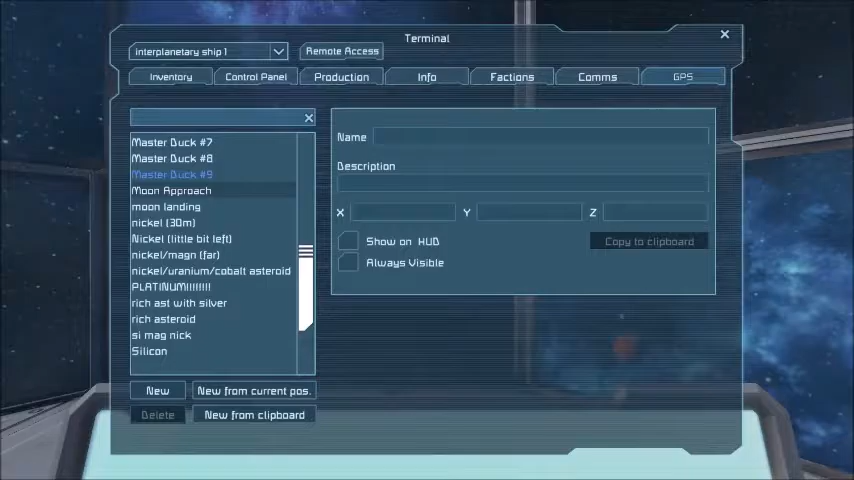 Terminal
interplanetary ship 1
Remote Access
Inventory
Control Panel
Production
Info
Factions
Comms
GPS
Master Duck #7
Master Duck #8
Master Duck #9
Moon Approach
moon landing
nickel (30m)
Nickel (little bit left)
nickel/magn (far)
nickel/uranium/cobalt asteroid
PLATINUM!!!!!!!!
rich ast with silver
rich asteroid
si mag nick
Silicon
New
New from current pos.
Delete
New from clipboard
Name
Description
X
Y
Z
Show on HUD
Copy to clipboard
Always Visible